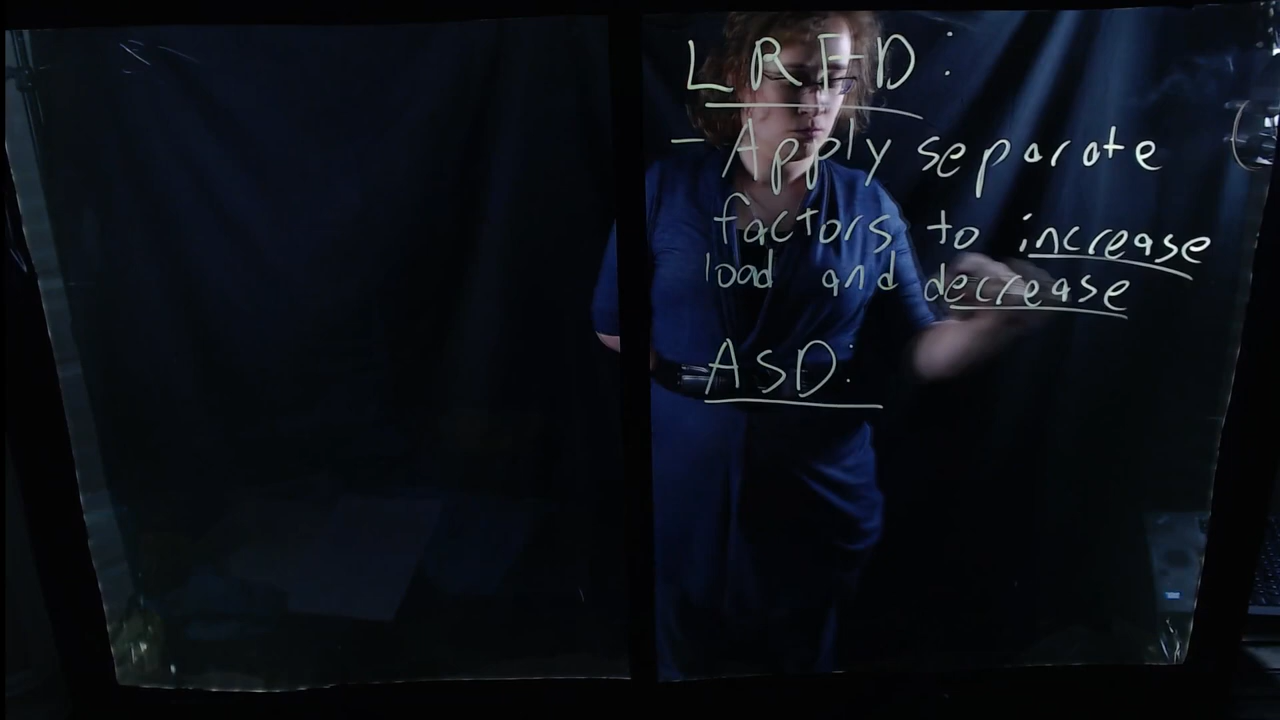 LRFD:
- Apply separate
factors to increase
load and decrease
ASD: